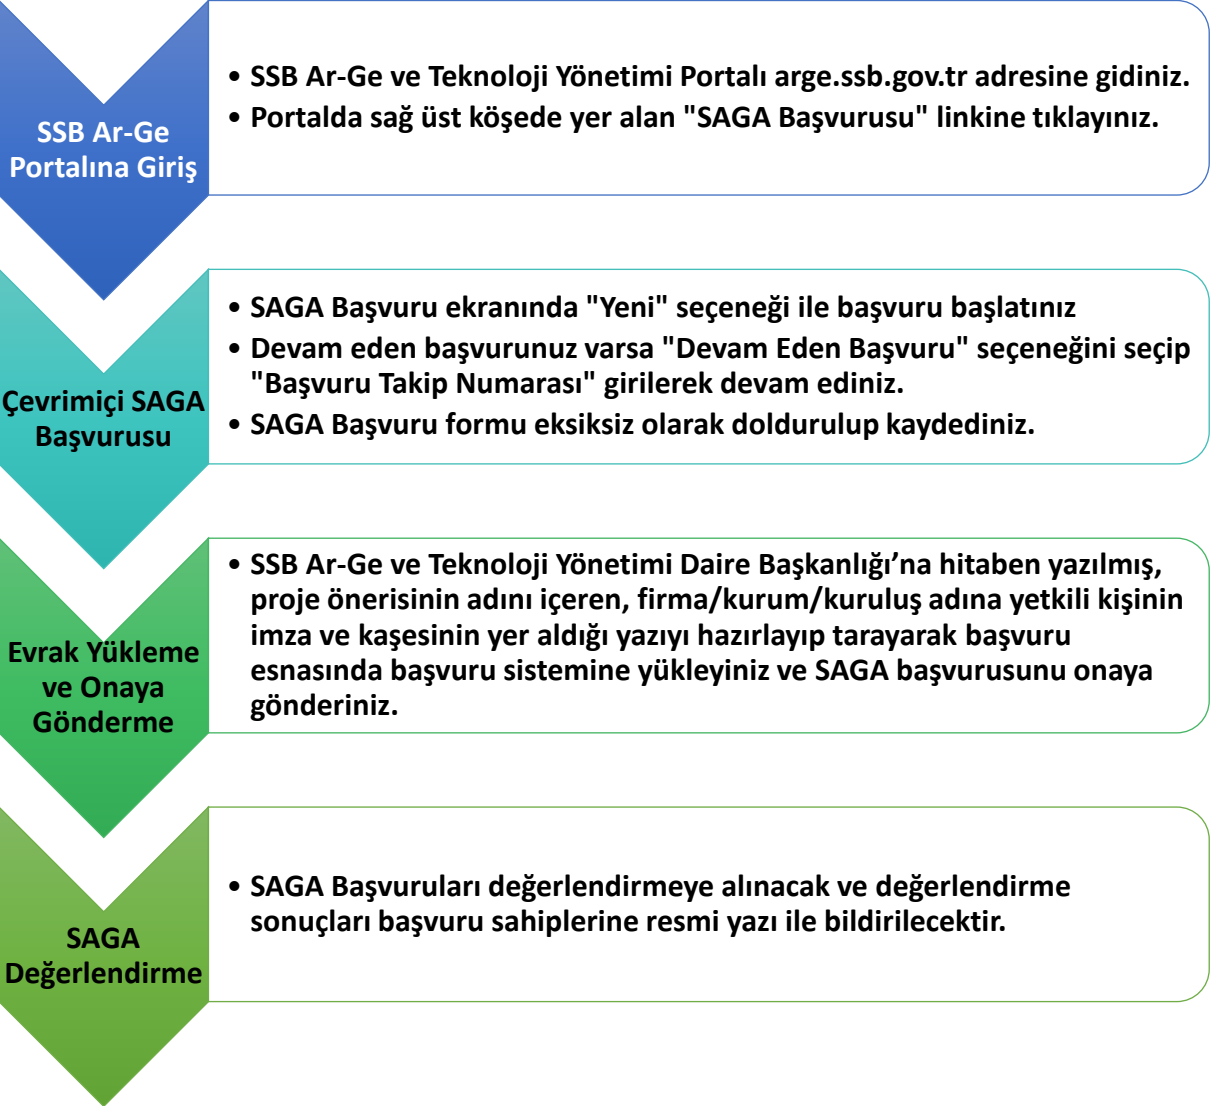 SSB Ar-Ge
Portalına Giriş
• SSB Ar-Ge ve Teknoloji Yönetimi Portalı arge.ssb.gov.tr adresine gidiniz.
• Portalda sağ üst köşede yer alan "SAGA Başvurusu" linkine tıklayınız.
Çevrimiçi SAGA
Başvurusu
• SAGA Başvuru ekranında "Yeni" seçeneği ile başvuru başlatınız
• Devam eden başvurunuz varsa "Devam Eden Başvuru" seçeneğini seçip
"Başvuru Takip Numarası" girilerek devam ediniz.
• SAGA Başvuru formu eksiksiz olarak doldurulup kaydediniz.
Evrak Yükleme
ve Onaya
Gönderme
• SSB Ar-Ge ve Teknoloji Yönetimi Daire Başkanlığı’na hitaben yazılmış,
proje önerisinin adını içeren, firma/kurum/kuruluş adına yetkili kişinin
imza ve kaşesinin yer aldığı yazıyı hazırlayıp tarayarak başvuru
esnasında başvuru sistemine yükleyiniz ve SAGA başvurusunu onaya
gönderiniz.
SAGA
Değerlendirme
• SAGA Başvuruları değerlendirmeye alınacak ve değerlendirme
sonuçları başvuru sahiplerine resmi yazı ile bildirilecektir.